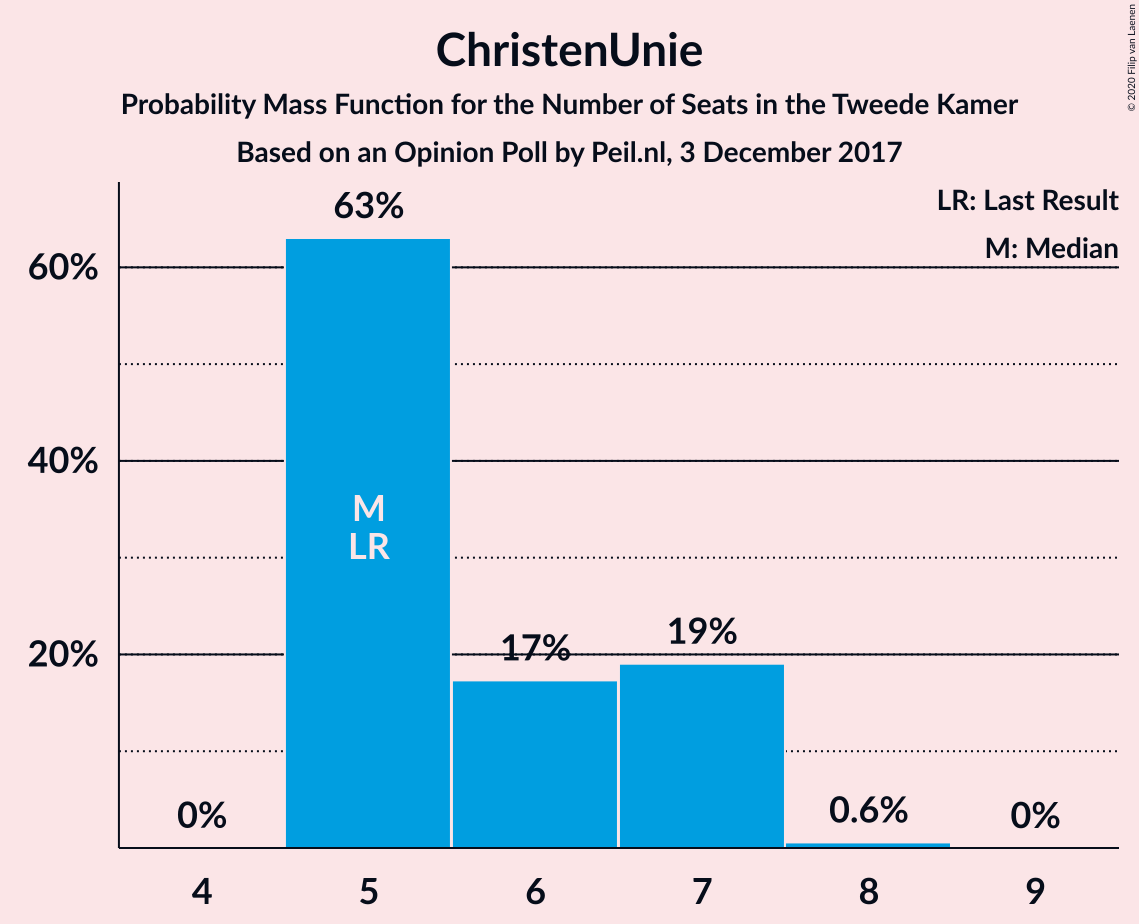 ChristenUnie
Probability Mass Function for the Number of Seats in the Tweede Kamer
Based on an Opinion Poll by Peil.nl, 3 December 2017
© 2020 Filip van Laenen
LR: Last Result
M: Median
63%
60%
40%
M
LR
20%
17%
19%
0%
0.6%
0%
4 5 6 7 8 9